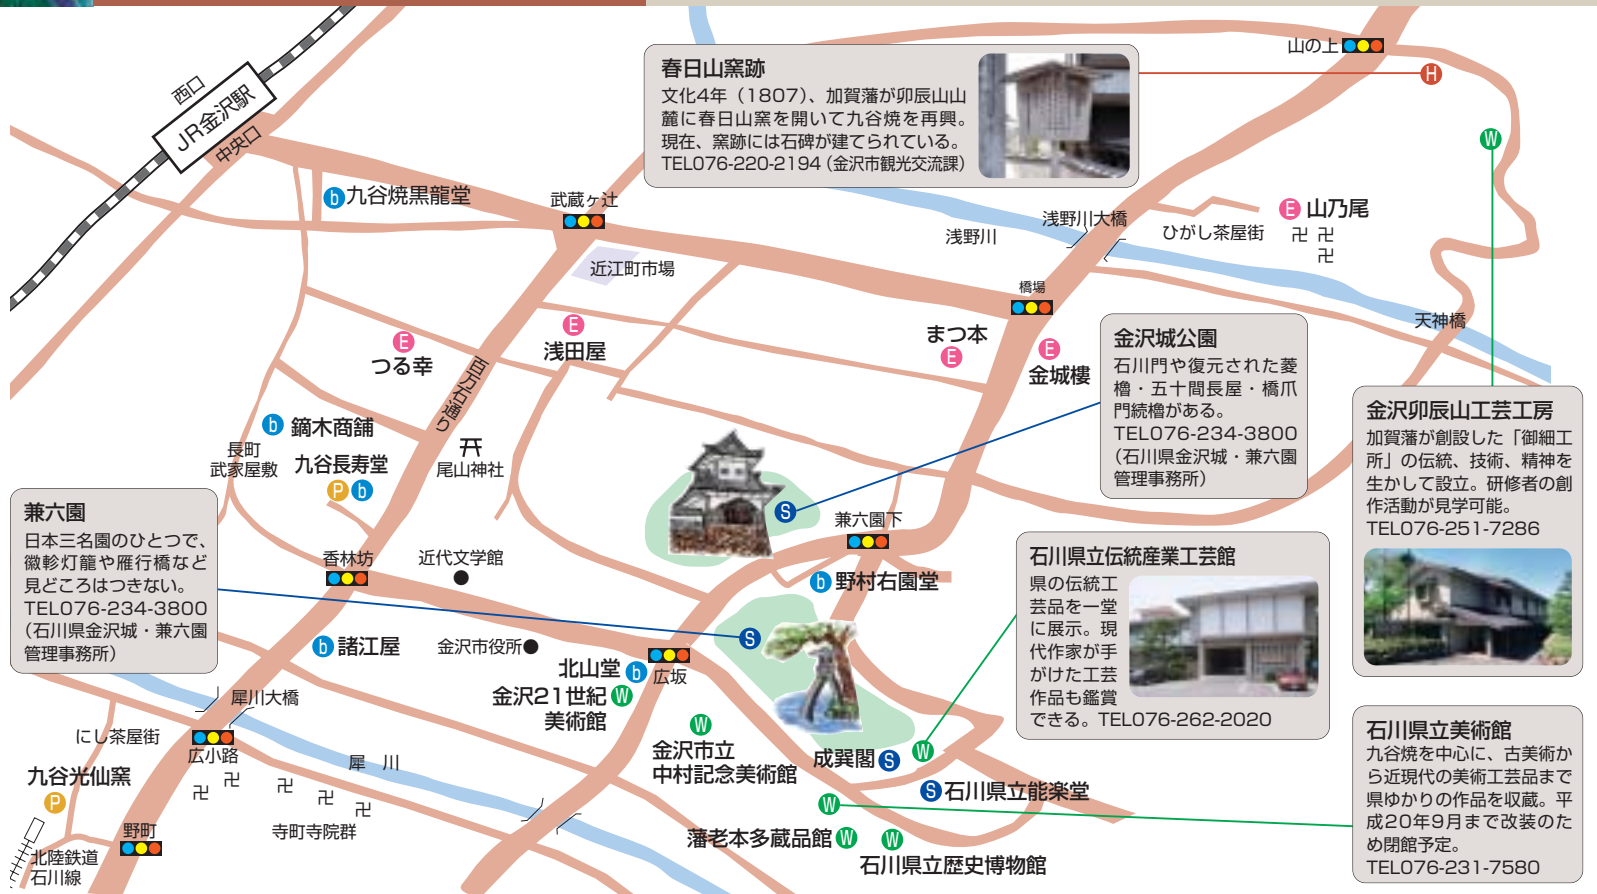 西口
JR金沢駅
中央口
b九谷焼黒龍堂
武蔵ヶ辻
近江町市場
春日山窯跡
文化4年(1807)、加賀藩が卯辰山山
麓に春日山窯を開いて九谷焼を再興。
現在、窯跡には石碑が建てられている。
TEL076-220-2194(金沢市観光交流課)
山の上
H
W
浅野川
浅野川大橋
ひがし茶屋街
E 山乃尾
卍 卍
卍
橋場
天神橋
E
つる幸
E
浅田屋
百万石通り
まつ本
E
E
金城樓
金沢城公園
石川門や復元された菱
櫓・五十間長屋・橋爪
門続櫓がある。
TEL076-234-3800
(石川県金沢城・兼六園
管理事務所)
金沢卯辰山工芸工房
加賀藩が創設した「御細工
所」の伝統、技術、精神を
生かして設立。研修者の創
作活動が見学可能。
TEL076-251-7286
b 鏑木商舗
長町
武家屋敷
九谷長寿堂
P b
尾山神社
S
兼六園
日本三名園のひとつで、
徽軫灯籠や雁行橋など
見どころはつきない。
TEL076-234-3800
(石川県金沢城・兼六園
管理事務所)
香林坊
近代文学館
兼六園下
b 野村右園堂
石川県立伝統産業工芸館
県の伝統工
芸品を一堂
に展示。現
代作家が手
がけた工芸
作品も鑑賞
できる。TEL076-262-2020
b 諸江屋
金沢市役所
S
北山堂 b
広坂
金沢21世紀 W
美術館
W
金沢市立
中村記念美術館
成巽閣 S
W
S 石川県立能楽堂
W
藩老本多蔵品館 W
W
石川県立歴史博物館
石川県立美術館
九谷焼を中心に、古美術か
ら近現代の美術工芸品まで
県ゆかりの作品を収蔵。平
成20年9月まで改装のた
め閉館予定。
TEL076-231-7580
犀川大橋
にし茶屋街
広小路
犀 川
九谷光仙窯
P
卍 卍 卍 卍 卍
寺町寺院群
野町
北陸鉄道
石川線